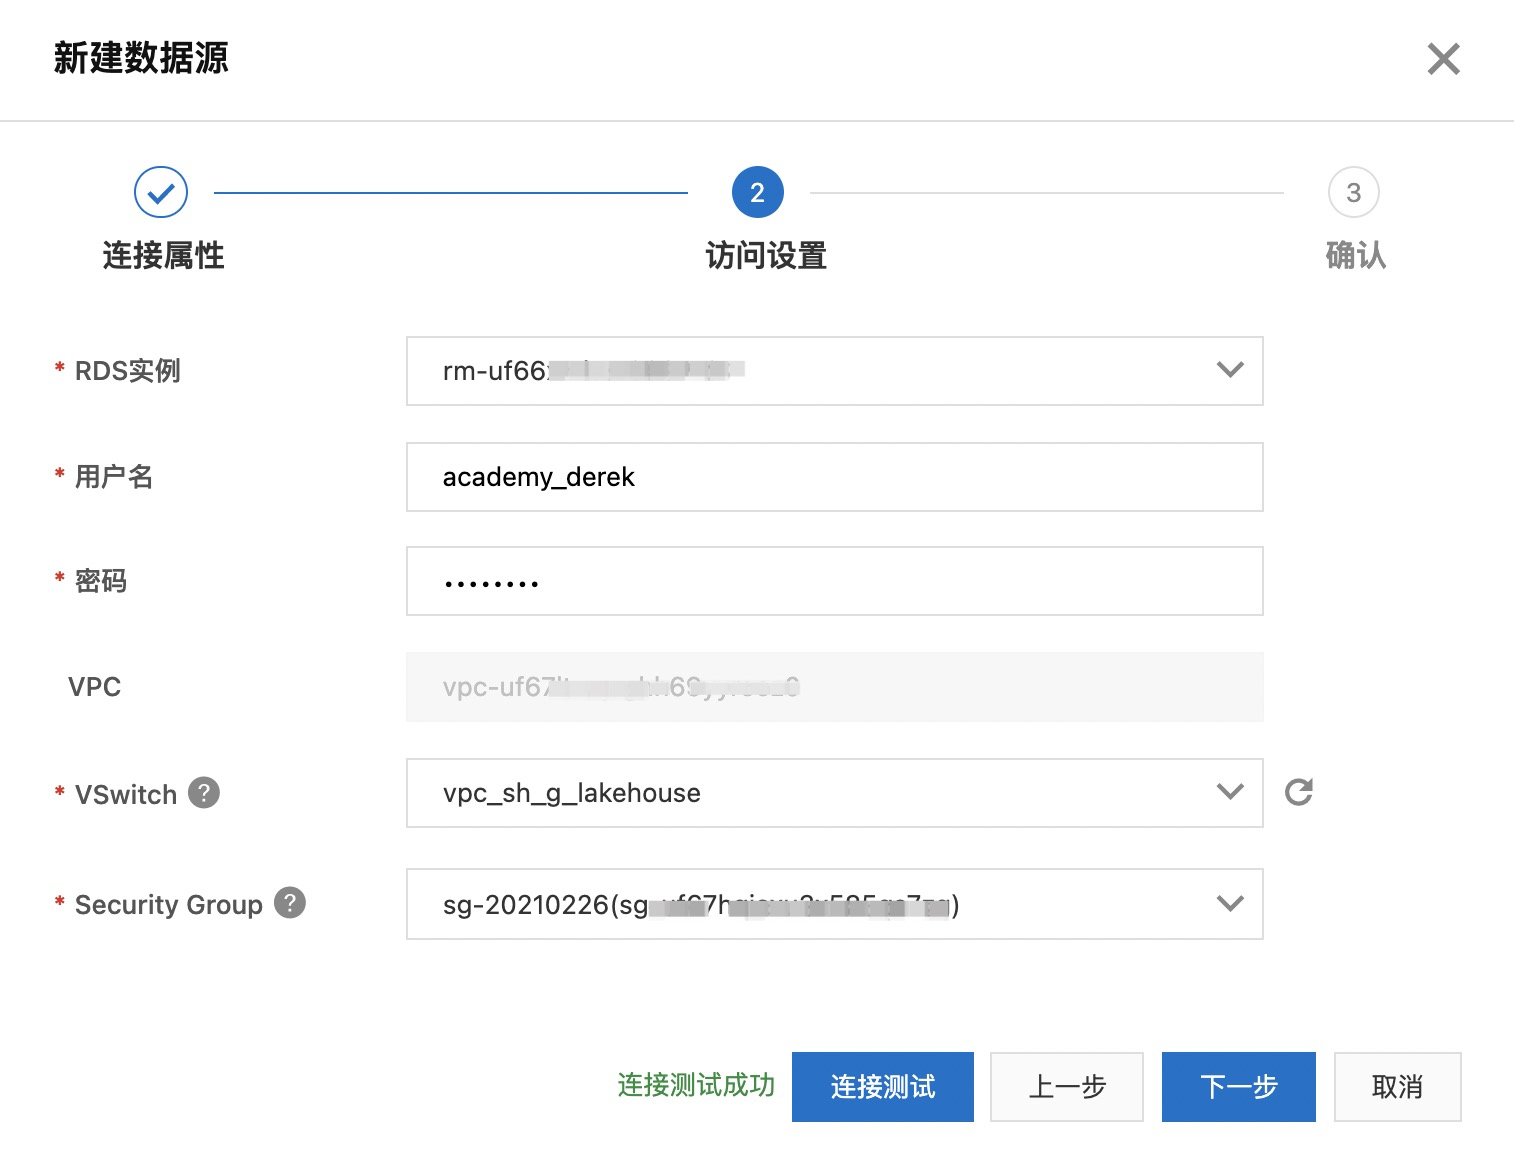 新建数据源
2
3
连接属性
访问设置
确认
* RDS实例
rm-uf66
* 用户名
academy_derek
* 密码
••••••••
VPC
vpc-uf67
* VSwitch ?
vpc_sh_g_lakehouse
* Security Group ?
sg-20210226(sg
连接测试成功
连接测试
上一步
下一步
取消